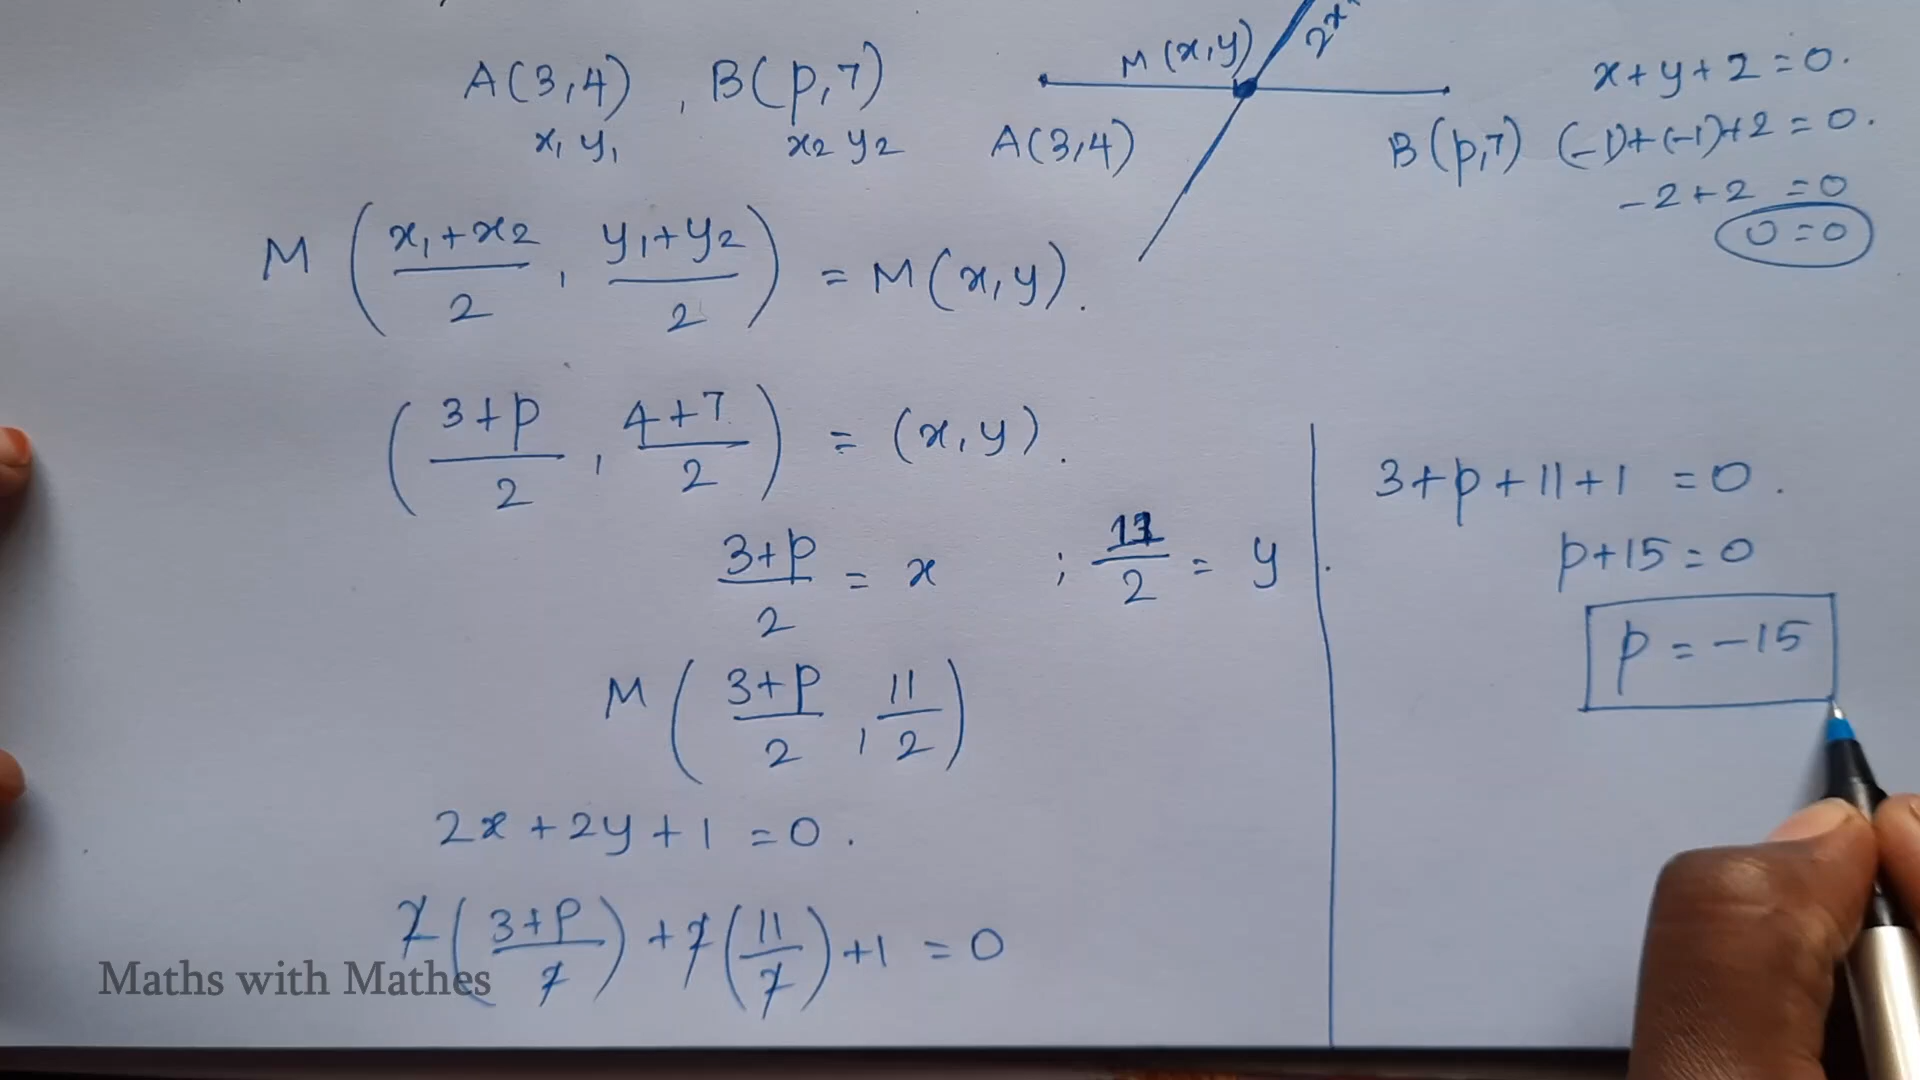 A(3,4) , B(p,7)
x₁ y₁ x₂ y₂
M(x,y)
2x
A(3,4)
B(p,7)
x+y+2=0.
(-1)+(-1)+2=0.
-2+2=0
0=0
M((x₁+x₂)/2, (y₁+y₂)/2) = M(x,y).
((3+p)/2, (4+7)/2) = (x,y).
(3+p)/2 = x ; 11/2 = y
M((3+p)/2, 11/2)
2x+2y+1=0.
2((3+p)/2)+2(11/2)+1=0
3+p+11+1=0.
p+15=0
p=-15
Maths with Mathes